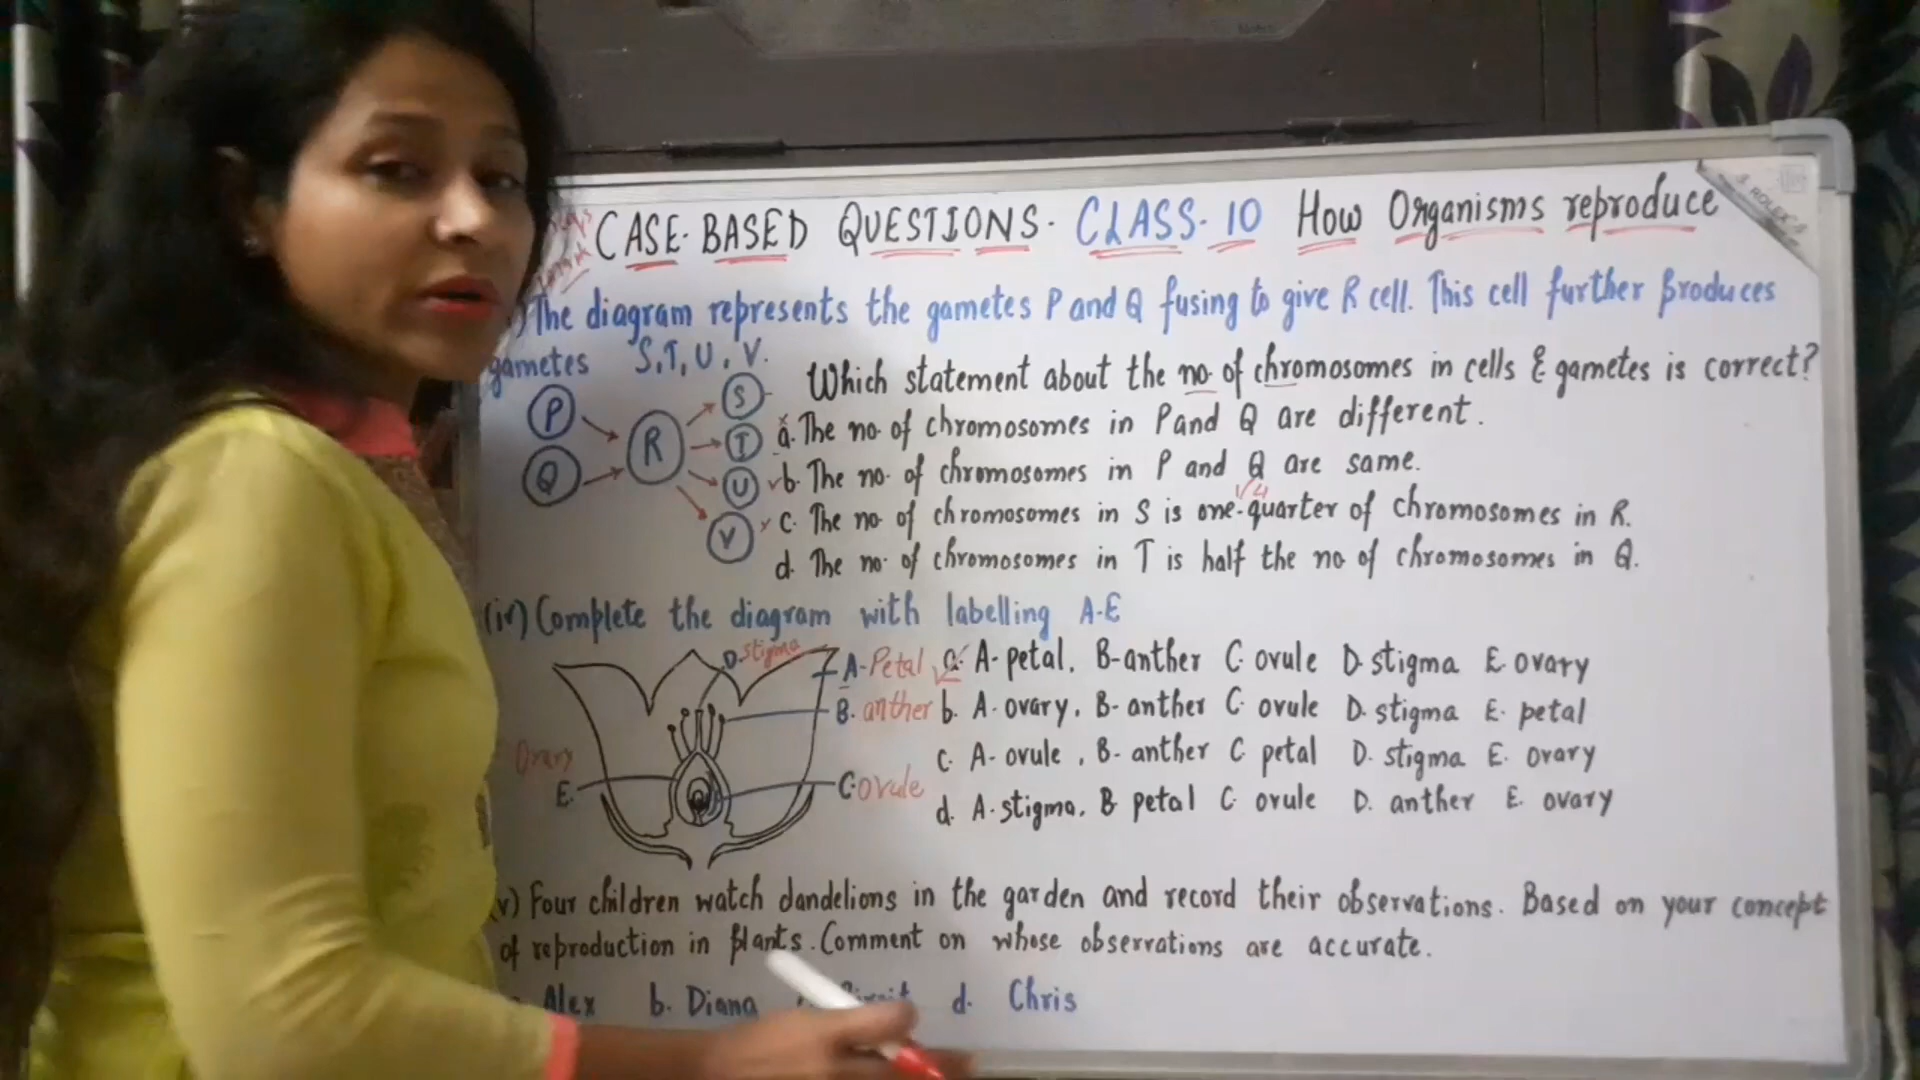 CASE-BASED QUESTIONS. CLASS-10 How Organisms reproduce
The diagram represents the gametes P and Q fusing to give R cell. This cell further produces
gametes S,T,U,V.
P
Q
R
S
T
U
V
Which statement about the no. of chromosomes in cells & gametes is correct?
a. The no. of chromosomes in P and Q are different.
b. The no. of chromosomes in P and Q are same.
1/4
c. The no of chromosomes in S is one-quarter of chromosomes in R.
d. The no. of chromosomes in T is half the no of chromosomes in Q.
(iv) Complete the diagram with labelling A-E
D. stigma
A-Petal
B. anther
C. ovule
Ovary
E.
a. A-petal, B-anther C. ovule D. stigma E. ovary
b. A-ovary, B-anther C. ovule D. stigma E. petal
c. A-ovule, B-anther C petal D. stigma E. ovary
d. A-stigma, B petal C. ovule D. anther E. ovary
(v) Four children watch dandelions in the garden and record their observations. Based on your concept
of reproduction in plants. Comment on whose observations are accurate.
Alex b. Diana d. Chris
ROLEX